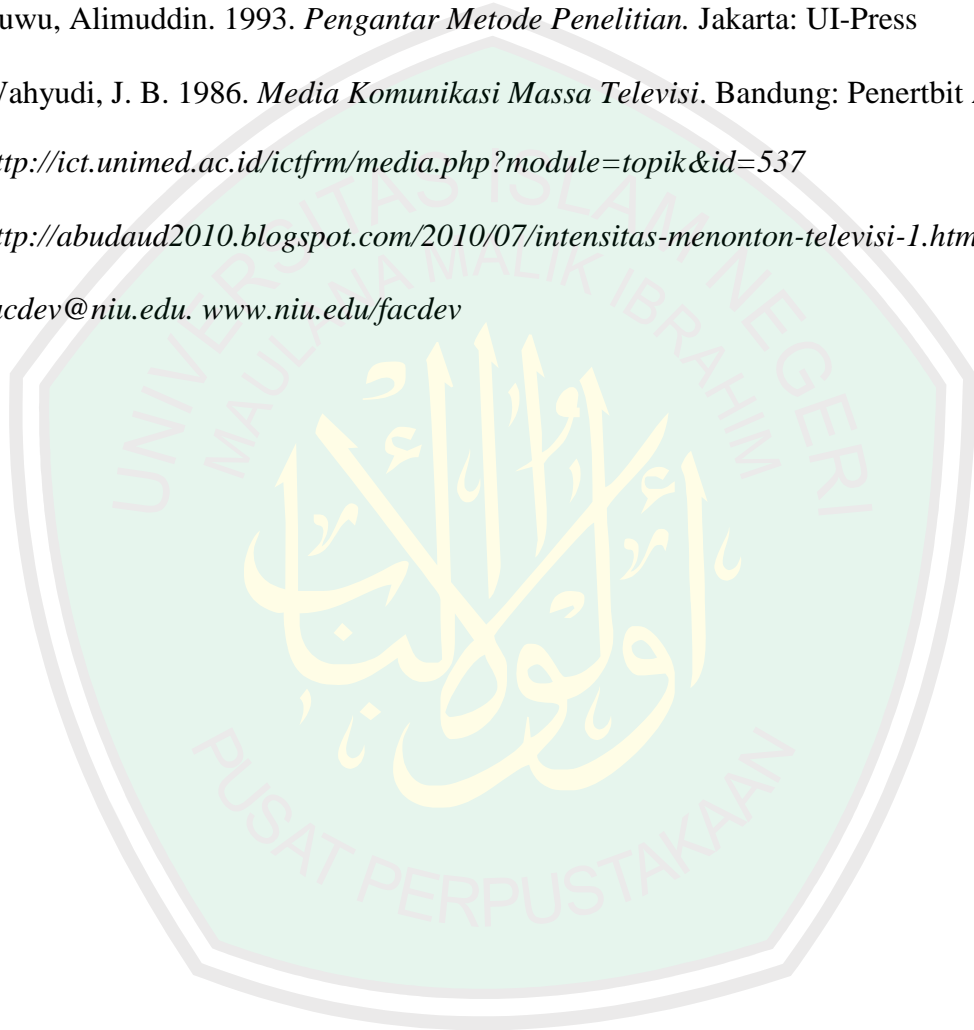 uwu, Alimuddin. 1993. Pengantar Metode Penelitian. Jakarta: UI-Press
Wahyudi, J. B. 1986. Media Komunikasi Massa Televisi. Bandung: Penertbit
ttp://ict.unimed.ac.id/ictfrm/media.php?module=topik&id=537
ttp://abudaud2010.blogspot.com/2010/07/intensitas-menonton-televisi-1.htm
acdev@niu.edu. www.niu.edu/facdev
UNIVERSITAS ISLAM NEGERI
MAULANA MALIK IBRAHIM
أولوا الألباب
PUSAT PERPUSTAKAAN